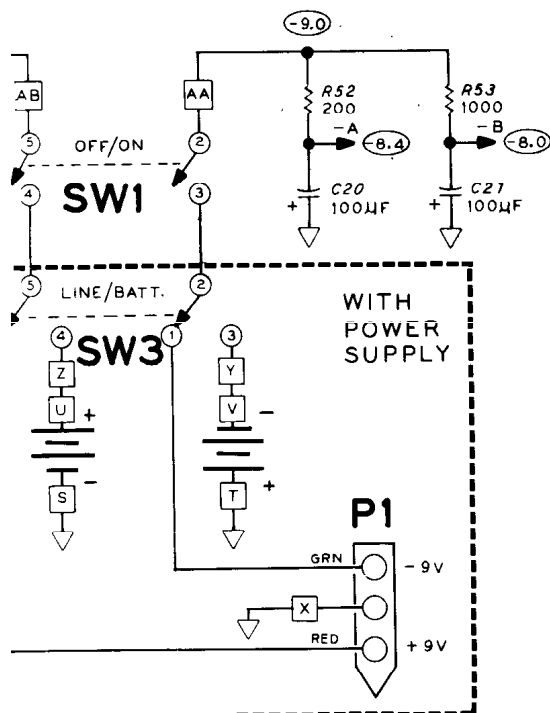 -9.0
AB
AA
R52
200
R53
1000
-A
-8.4
-B
-8.0
5
OFF/ON
2
4
SW1
3
+
C20
100µF
+
C21
100µF
5
LINE/BATT.
2
WITH
POWER
SUPPLY
4
SW3
1
3
Z
Y
U
+
V
-
S
-
T
+
P1
GRN
-9V
X
RED
+9V